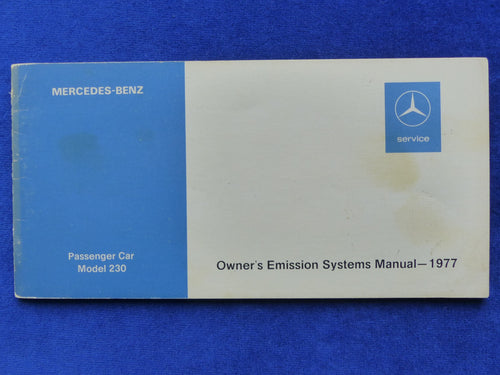 MERCEDES-BENZ
service
Passenger Car
Model 230
Owner's Emission Systems Manual—1977